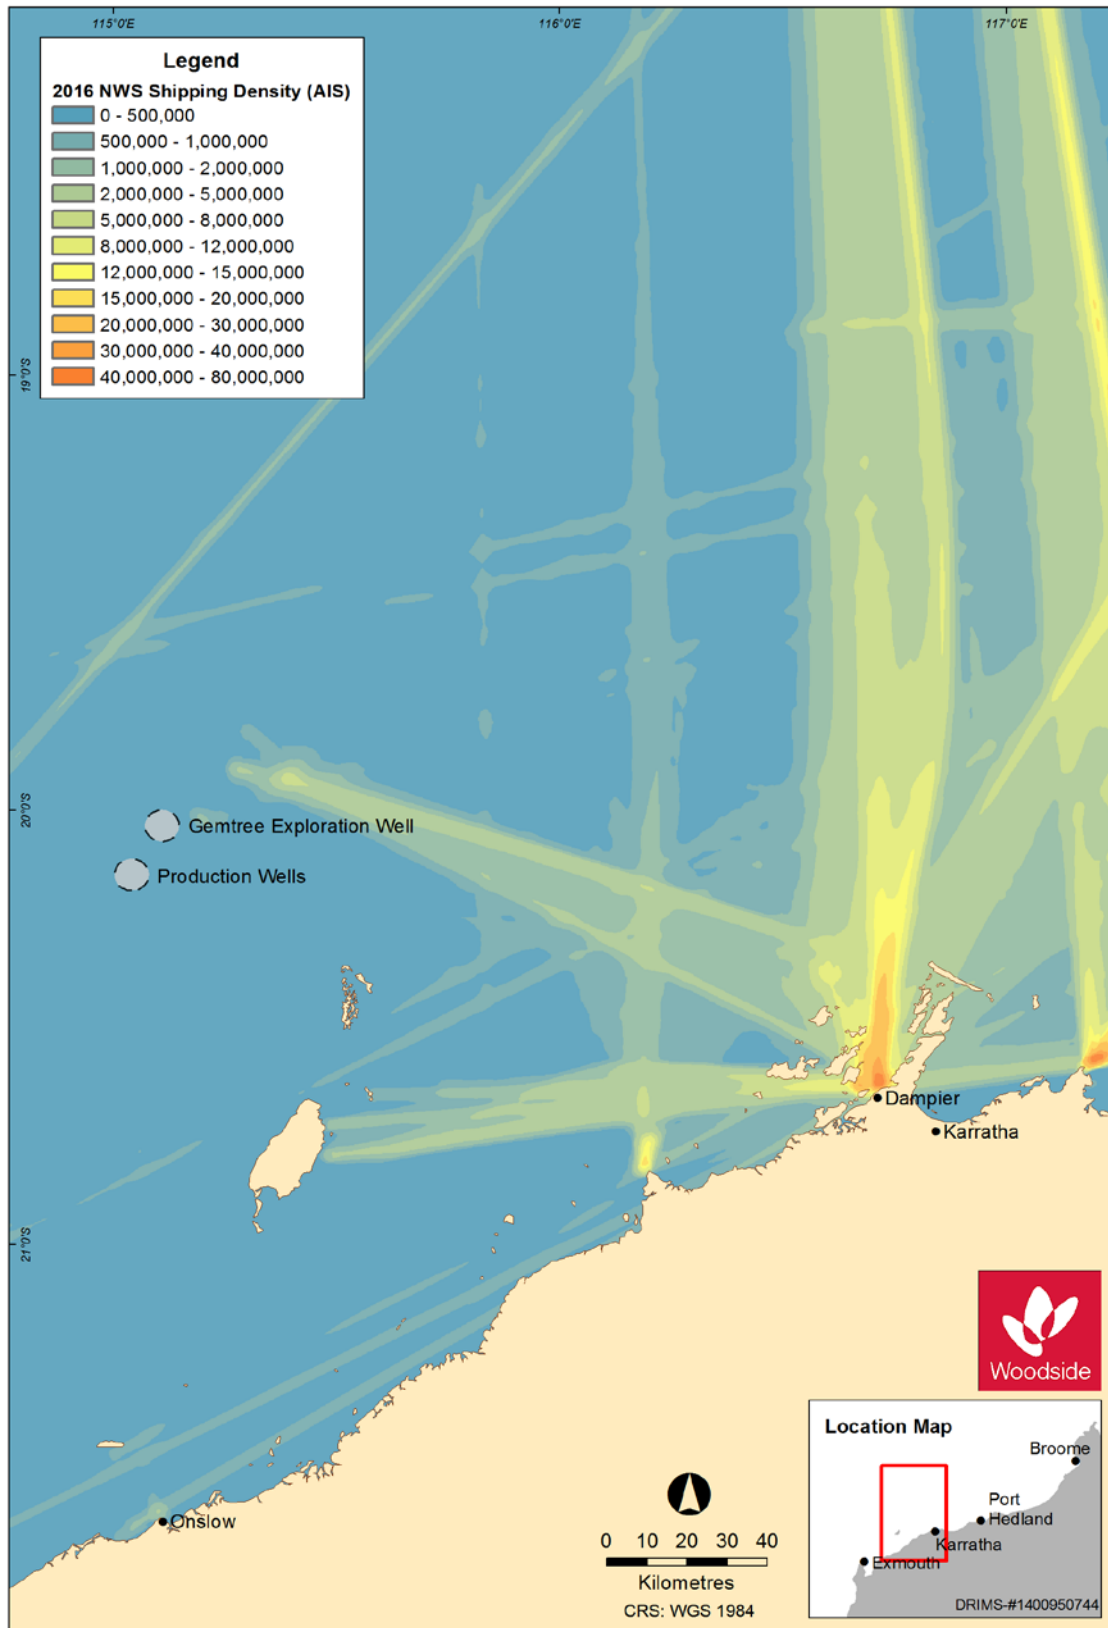 115°0'E
116°0'E
117°0'E
Legend
2016 NWS Shipping Density (AIS)
0 - 500,000
500,000 - 1,000,000
1,000,000 - 2,000,000
2,000,000 - 5,000,000
5,000,000 - 8,000,000
8,000,000 - 12,000,000
12,000,000 - 15,000,000
15,000,000 - 20,000,000
20,000,000 - 30,000,000
30,000,000 - 40,000,000
40,000,000 - 80,000,000
19°0'S
20°0'S
Gemtree Exploration Well
Production Wells
Dampier
Karratha
21°0'S
Woodside
Onslow
0 10 20 30 40
Kilometres
CRS: WGS 1984
Location Map
Broome
Port
Hedland
Karratha
Exmouth
DRIMS-#1400950744